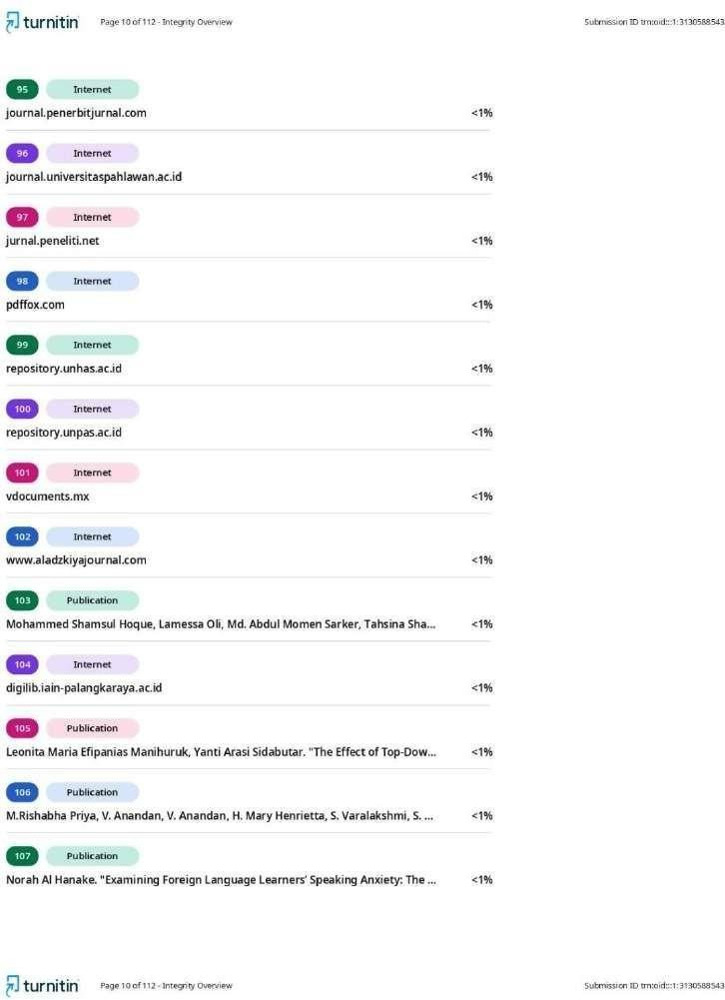 turnitin Page 10 of 112 - Integrity Overview Submission ID trn:oid:::1:3130588543
95 Internet
journal.penerbitjurnal.com <1%
96 Internet
journal.universitaspahlawan.ac.id <1%
97 Internet
jurnal.peneliti.net <1%
98 Internet
pdffox.com <1%
99 Internet
repository.unhas.ac.id <1%
100 Internet
repository.unpas.ac.id <1%
101 Internet
vdocuments.mx <1%
102 Internet
www.aladzkiyajournal.com <1%
103 Publication
Mohammed Shamsul Hoque, Lamessa Oli, Md. Abdul Momen Sarker, Tahsina Sha... <1%
104 Internet
digilib.iain-palangkaraya.ac.id <1%
105 Publication
Leonita Maria Efipanias Manihuruk, Yanti Arasi Sidabutar. "The Effect of Top-Dow... <1%
106 Publication
M.Rishabha Priya, V. Anandan, V. Anandan, H. Mary Henrietta, S. Varalakshmi, S. ... <1%
107 Publication
Norah Al Hanake. "Examining Foreign Language Learners' Speaking Anxiety: The ... <1%
turnitin Page 10 of 112 - Integrity Overview Submission ID trn:oid:::1:3130588543